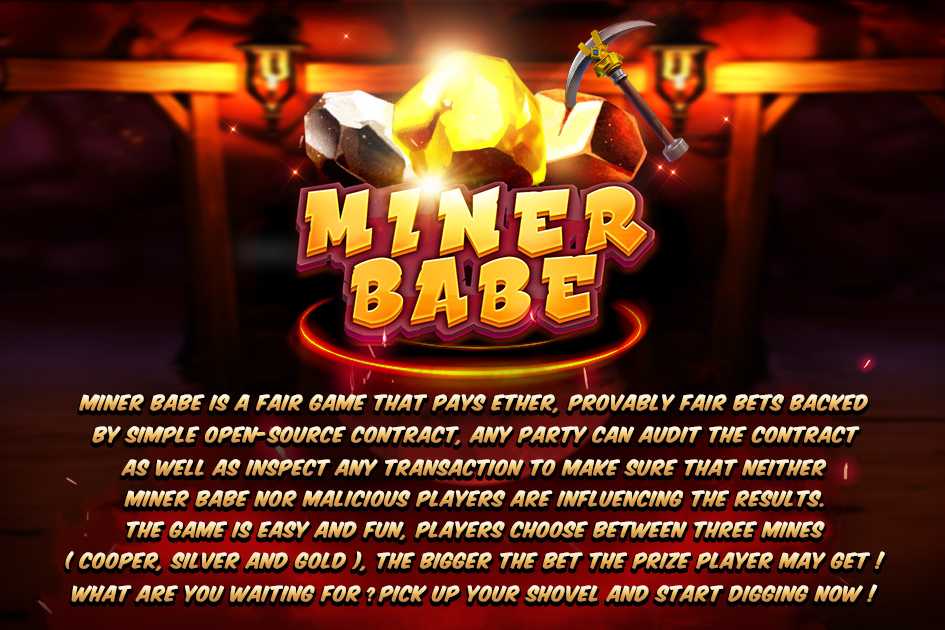 MINER
BABE
MINER BABE IS A FAIR GAME THAT PAYS ETHER, PROVABLY FAIR BETS BACKED
BY SIMPLE OPEN-SOURCE CONTRACT, ANY PARTY CAN AUDIT THE CONTRACT
AS WELL AS INSPECT ANY TRANSACTION TO MAKE SURE THAT NEITHER
MINER BABE NOR MALICIOUS PLAYERS ARE INFLUENCING THE RESULTS.
THE GAME IS EASY AND FUN, PLAYERS CHOOSE BETWEEN THREE MINES
( COOPER, SILVER AND GOLD ), THE BIGGER THE BET THE PRIZE PLAYER MAY GET !
WHAT ARE YOU WAITING FOR ? PICK UP YOUR SHOVEL AND START DIGGING NOW !